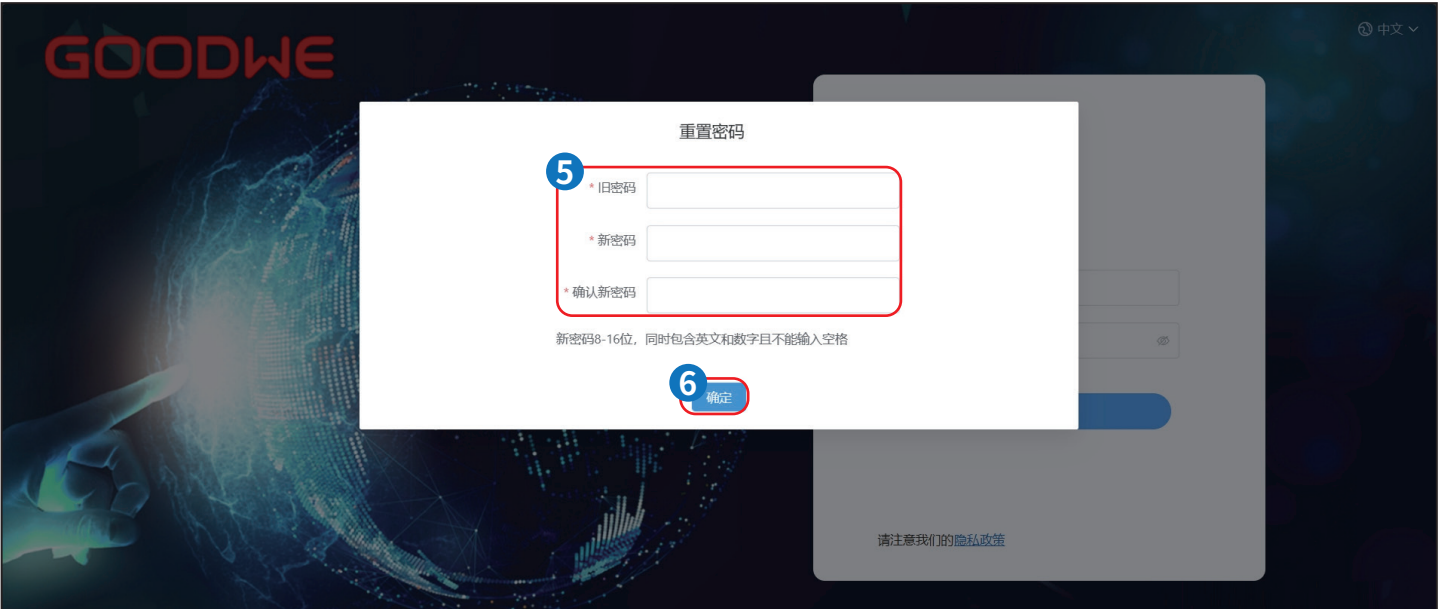 GOODWE
中文
重置密码
5
* 旧密码
* 新密码
* 确认新密码
新密码8-16位，同时包含英文和数字且不能输入空格
6
确定
请注意我们的隐私政策